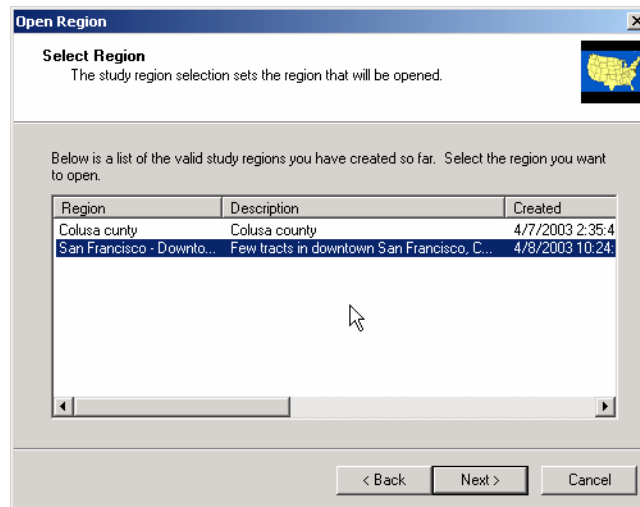 Open Region
Select Region
The study region selection sets the region that will be opened.
Below is a list of the valid study regions you have created so far. Select the region you want
to open.
Region Description Created
Colusa cunty Colusa county 4/7/2003 2:35:4
San Francisco - Downto... Few tracts in downtown San Francisco, C... 4/8/2003 10:24:
< Back Next > Cancel